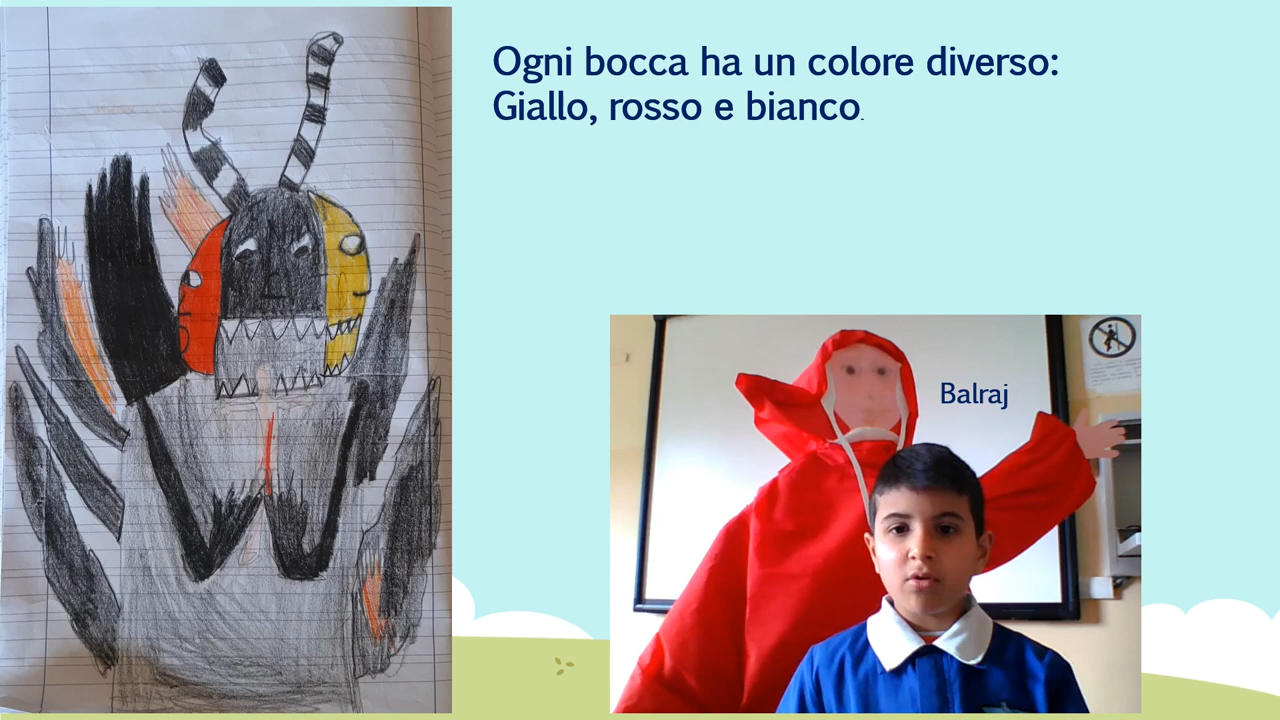 Ogni bocca ha un colore diverso:
Giallo, rosso e bianco.
Balraj